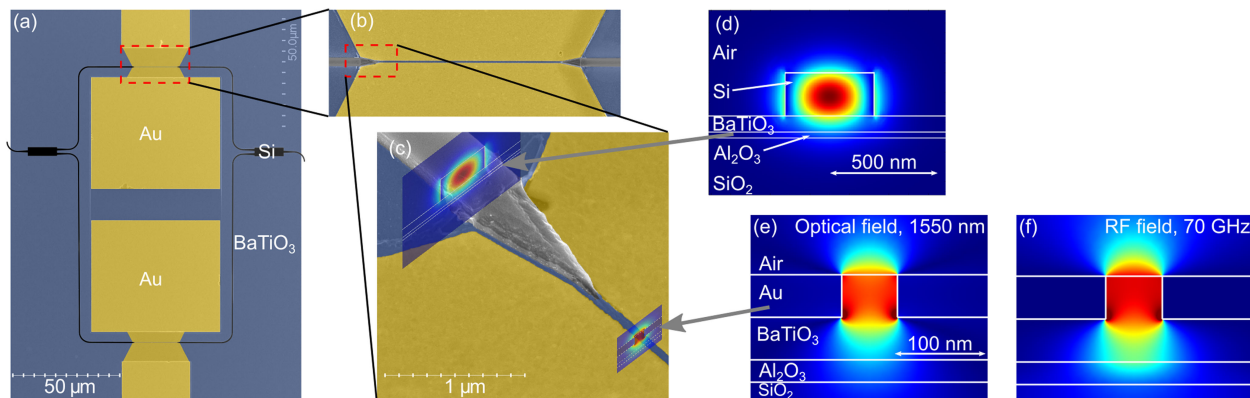 (a)
50.0µm
Au
Si
BaTiO₃
Au
50 µm
(b)
(c)
1 µm
(d)
Air
Si
BaTiO₃
Al₂O₃
SiO₂
500 nm
(e) Optical field, 1550 nm
Air
Au
BaTiO₃
100 nm
Al₂O₃
SiO₂
(f) RF field, 70 GHz